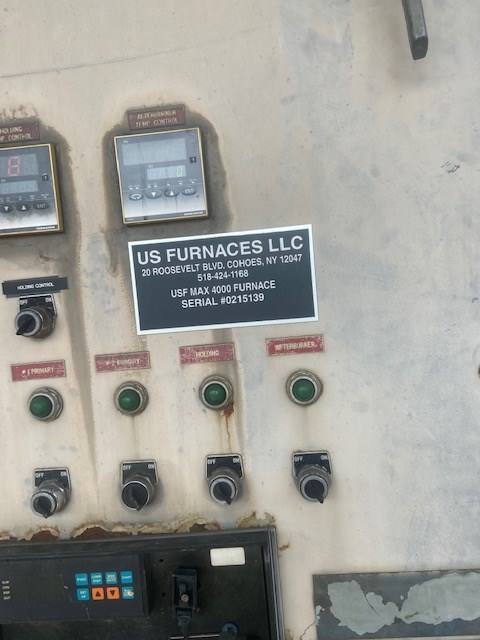 AFTERBURNER
TEMP CONTROL
HOLDING
TEMP CONTROL
US FURNACES LLC
20 ROOSEVELT BLVD, COHOES, NY 12047
518-424-1168
USF MAX 4000 FURNACE
SERIAL #0215139
HOLDING CONTROL
OFF ON
PRIMARY
HOLDING
AFTERBURNER
OFF ON
OFF ON
OFF ON
OFF ON